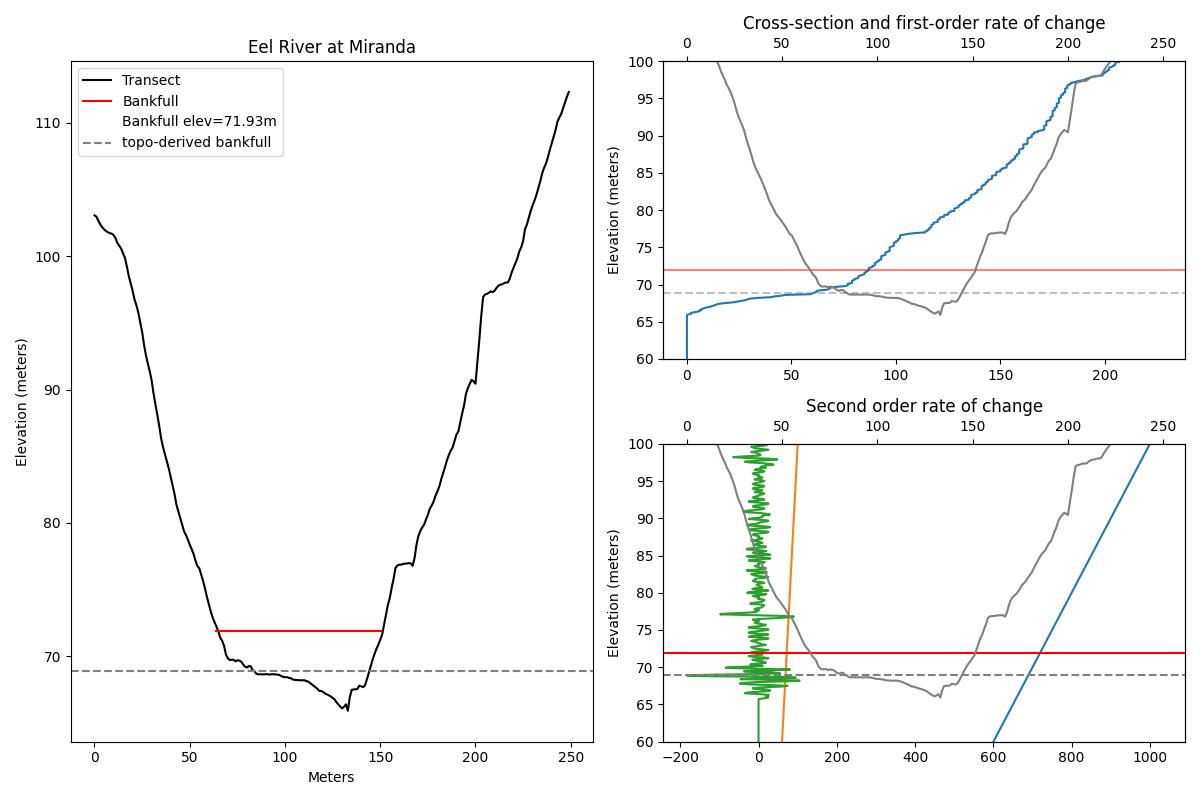 Eel River at Miranda
Transect
Bankfull
Bankfull elev=71.93m
topo-derived bankfull
Elevation (meters)
110
100
90
80
70
0 50 100 150 200 250
Meters
Cross-section and first-order rate of change
0 50 100 150 200 250
Elevation (meters)
100
95
90
85
80
75
70
65
60
0 50 100 150 200
Second order rate of change
0 50 100 150 200 250
Elevation (meters)
100
95
90
85
80
75
70
65
60
−200 0 200 400 600 800 1000